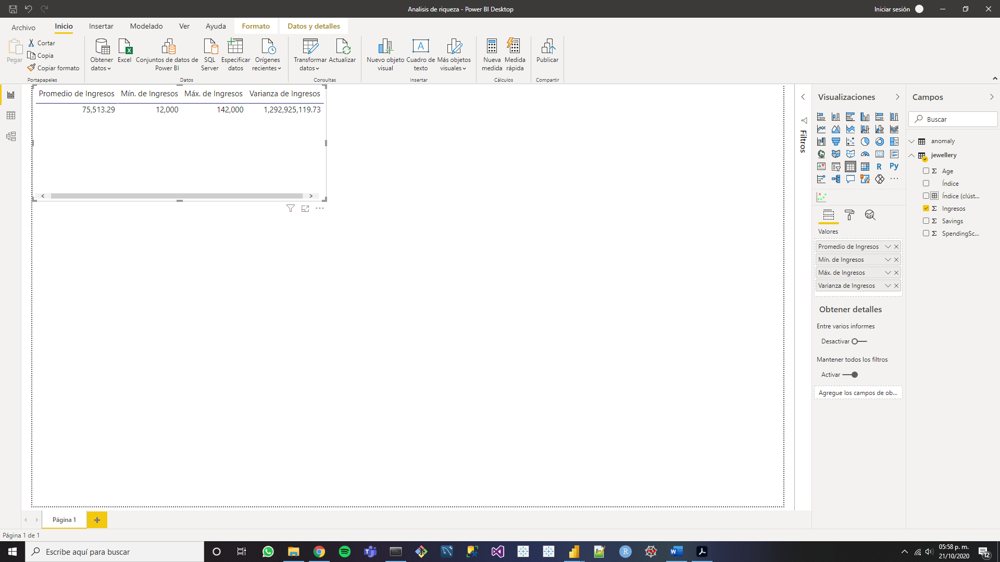 Analisis de riqueza - Power BI Desktop
Iniciar sesión
Archivo
Inicio
Insertar
Modelado
Ver
Ayuda
Formato
Datos y detalles
Pegar
Cortar
Copia
Copiar formato
Portapapeles
Obtener datos
Excel
Conjuntos de datos de Power BI
SQL Server
Especificar datos
Orígenes recientes
Datos
Transformar datos
Actualizar
Consultas
Nuevo objeto visual
Cuadro de texto
Más objetos visuales
Insertar
Nueva medida
Medida rápida
Cálculos
Publicar
Compartir
Promedio de Ingresos Mín. de Ingresos Máx. de Ingresos Varianza de Ingresos
75,513.29 12,000 142,000 1,292,925,119.73
Filtros
Visualizaciones
R
Py
Valores
Promedio de Ingresos
Mín. de Ingresos
Máx. de Ingresos
Varianza de Ingresos
Obtener detalles
Entre varios informes
Desactivar
Mantener todos los filtros
Activar
Agregue los campos de ob...
Campos
Buscar
anomaly
jewellery
Age
Índice
Índice (clúst...
Ingresos
Savings
SpendingSc...
Página 1
Página 1 de 1
Escribe aquí para buscar
05:58 p. m.
21/10/2020
12